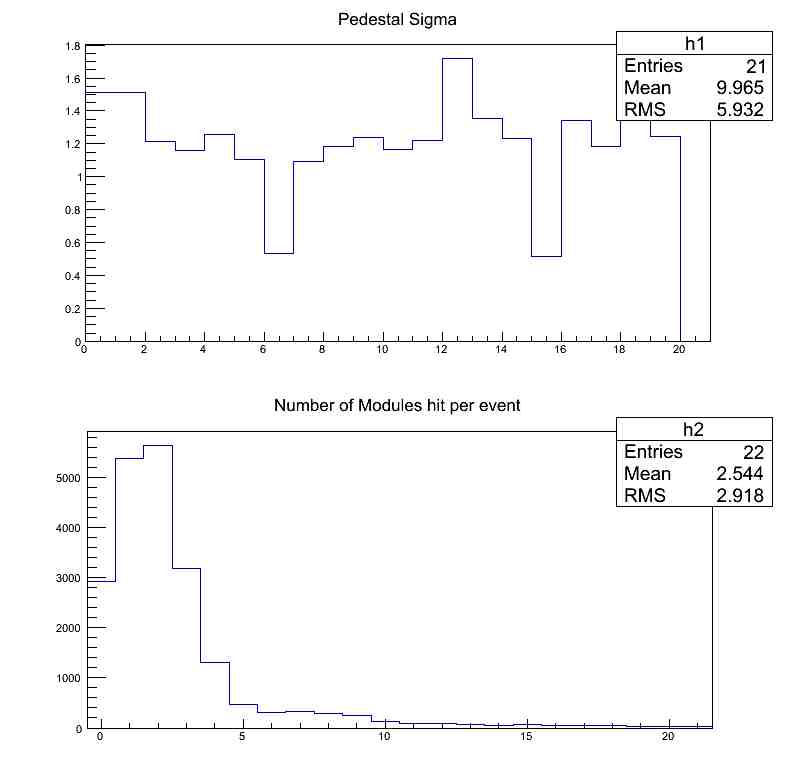 Pedestal Sigma
h1
Entries 21
Mean 9.965
RMS 5.932
1.8
1.6
1.4
1.2
1
0.8
0.6
0.4
0.2
0
0 2 4 6 8 10 12 14 16 18 20
Number of Modules hit per event
h2
Entries 22
Mean 2.544
RMS 2.918
5000
4000
3000
2000
1000
0
0 5 10 15 20